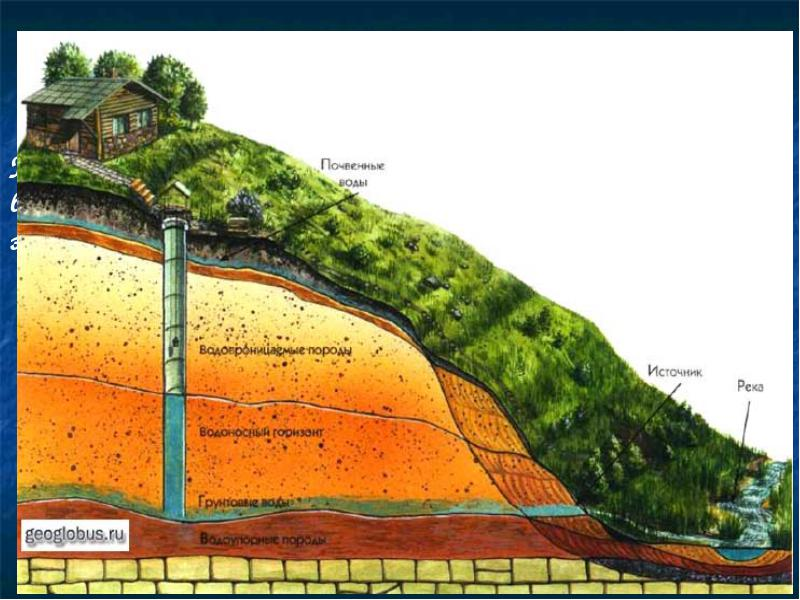 Почвенные
воды
Водопроницаемые породы
Источник
Река
Водоносный горизонт
Грунтовые воды
geoglobus.ru
Водоупорные породы